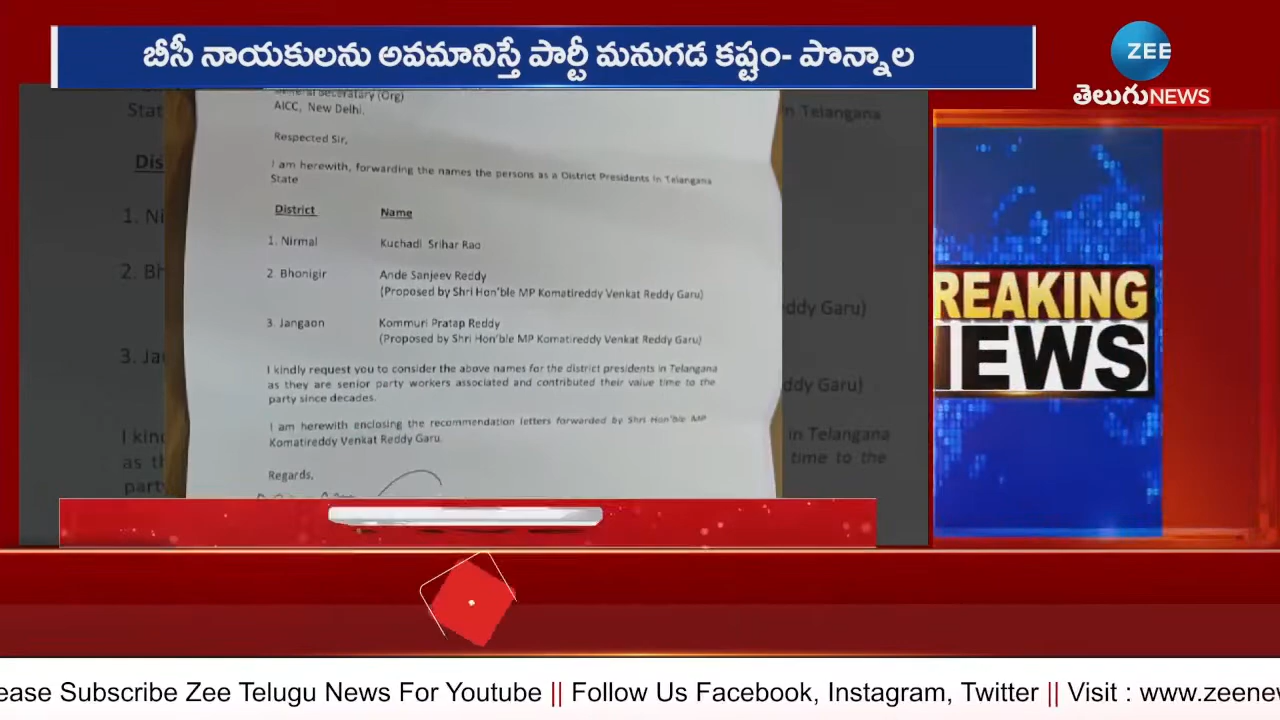 బీసీ నాయకులను అవమానిస్తే పార్టీ మనుగడ కష్టం- పొన్నాల
ZEE
తెలుగు NEWS
General Secratary (Org)
AICC, New Delhi.
Respected Sir,
I am herewith, forwarding the names the persons as a District Presidents in Telangana
State
District Name
1. Nirmal Kuchadi Srihar Rao
2. Bhonigir Ande Sanjeev Reddy
(Proposed by Shri Hon'ble MP Komatireddy Venkat Reddy Garu)
3. Jangaon Kommuri Pratap Reddy
(Proposed by Shri Hon'ble MP Komatireddy Venkat Reddy Garu)
I kindly request you to consider the above names for the district presidents in Telangana
as they are senior party workers associated and contributed their value time to the
party since decades.
I am herewith enclosing the recommendation letters forwarded by Shri Hon'ble MP
Komatireddy Venkat Reddy Garu.
Regards,
REAKING
NEWS
ease Subscribe Zee Telugu News For Youtube || Follow Us Facebook, Instagram, Twitter || Visit : www.zeenew